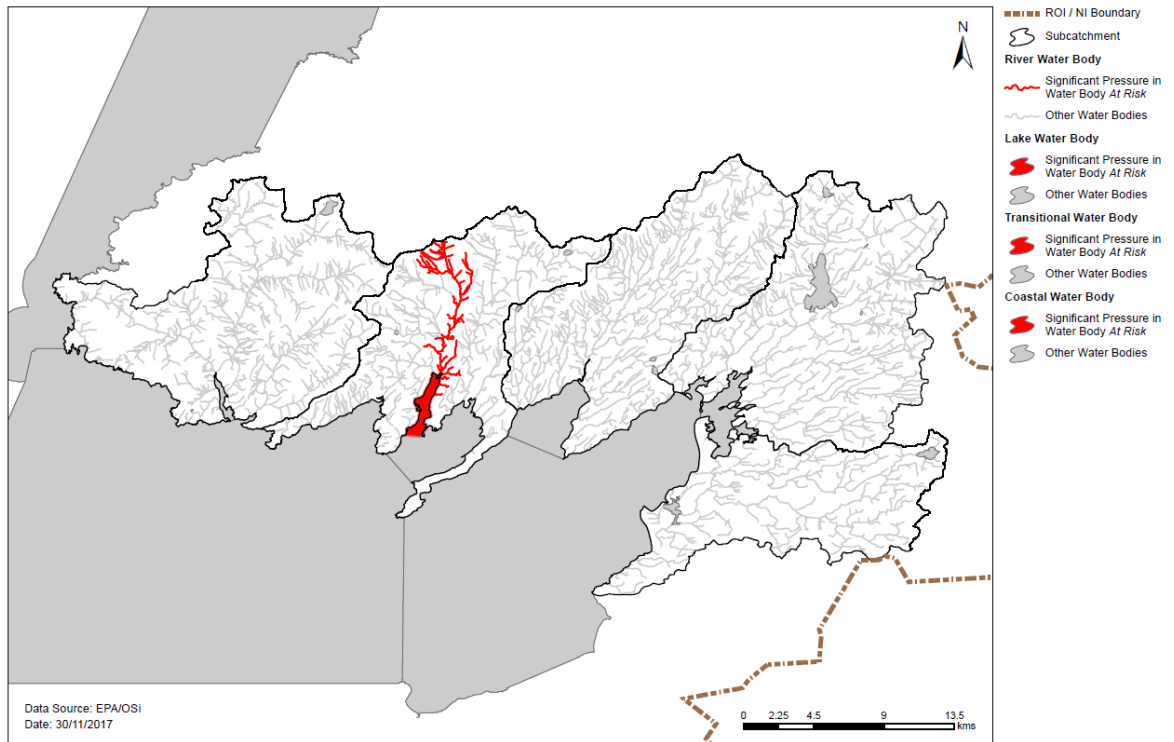 N
Data Source: EPA/OSi
Date: 30/11/2017
0 2.25 4.5 9 13.5
kms
ROI / NI Boundary
Subcatchment
River Water Body
Significant Pressure in
Water Body At Risk
Other Water Bodies
Lake Water Body
Significant Pressure in
Water Body At Risk
Other Water Bodies
Transitional Water Body
Significant Pressure in
Water Body At Risk
Other Water Bodies
Coastal Water Body
Significant Pressure in
Water Body At Risk
Other Water Bodies